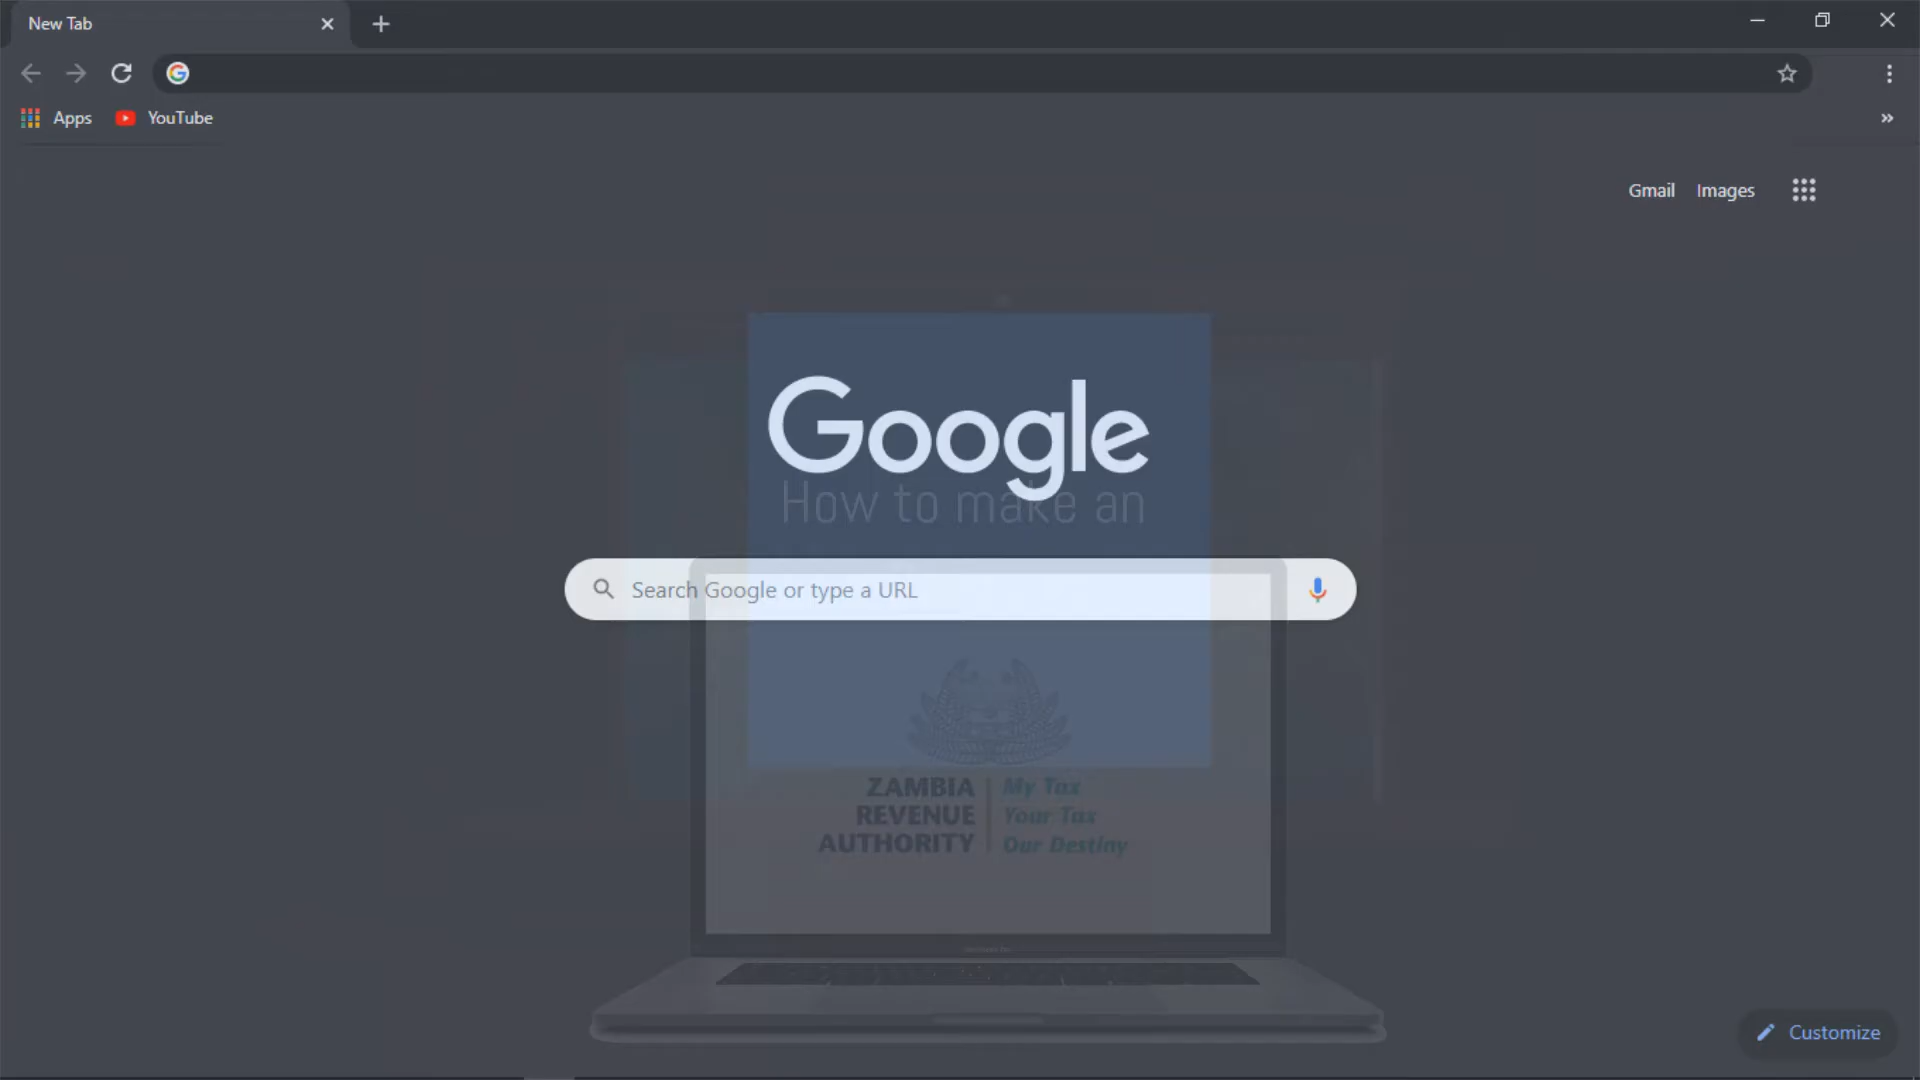 New Tab
Apps
YouTube
Gmail
Images
Google
How to make an
Search Google or type a URL
ZAMBIA
REVENUE
AUTHORITY
My Tax
Your Tax
Our Destiny
Customize